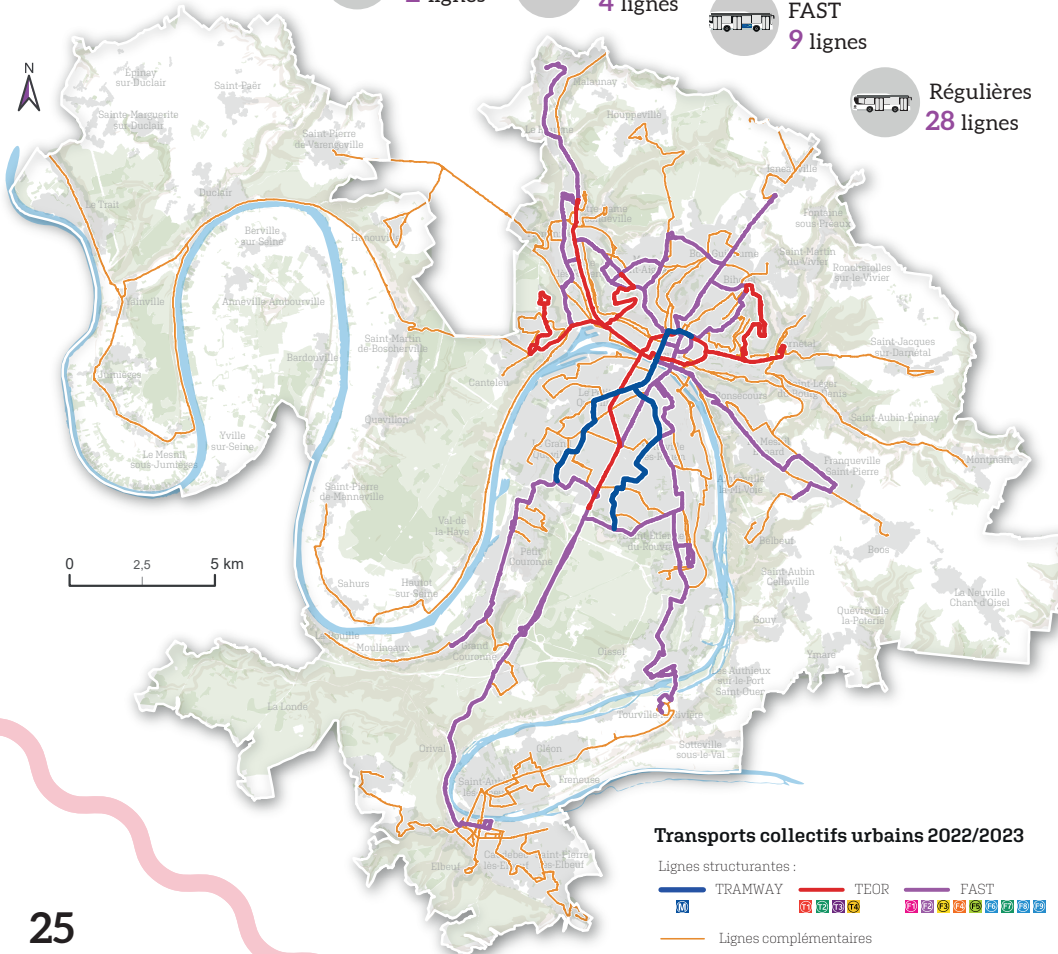 2 lignes
4 lignes
FAST
9 lignes
Régulières
28 lignes
N
Épinay
sur-Duclair
Saint-Paër
Sainte-Marguerite
sur-Duclair
Saint-Pierre
de-Varengeville
Duclair
Le Trait
Berville
sur-Seine
Hénouville
Yainville
Anneville-Ambourville
Jumièges
Bardouville
Saint-Martin
de-Boscherville
Le Mesnil
sous-Jumièges
Yville
sur-Seine
Quevillon
Canteleu
Malaunay
Houppeville
Isneauville
Fontaine
sous-Préaux
Saint-Martin
du-Vivier
Roncherolles
sur-le-Vivier
Saint-Jacques
sur-Darnétal
Saint-Léger
du-Bourg-Denis
Bonsecours
Saint-Aubin-Épinay
Montmain
Mesnil
Franqueville
Saint-Pierre
Saint-Pierre
de-Manneville
Val-de
la-Haye
Petit
Couronne
Saint-Étienne
du-Rouvray
Belbeuf
Boos
Saint-Aubin
Celloville
La Neuville
Chant-d'Oisel
Gouy
Quévreville
la-Poterie
Ymare
Sahurs
Hautot
sur-Seine
La Bouille
Moulineaux
Grand
Couronne
Oissel
Les Authieux
sur-le-Port
Saint-Ouen
La Londe
Tourville-la-Rivière
Sotteville
sous-le-Val
Orival
Cléon
Freneuse
Elbeuf
Caudebec
lès-Elbeuf
Saint-Pierre
lès-Elbeuf
0 2,5 5 km
Transports collectifs urbains 2022/2023
Lignes structurantes :
TRAMWAY TEOR FAST
M T1 T2 T3 T4 F1 F2 F3 F4 F5 F6 F7 F8 F9
Lignes complémentaires
25